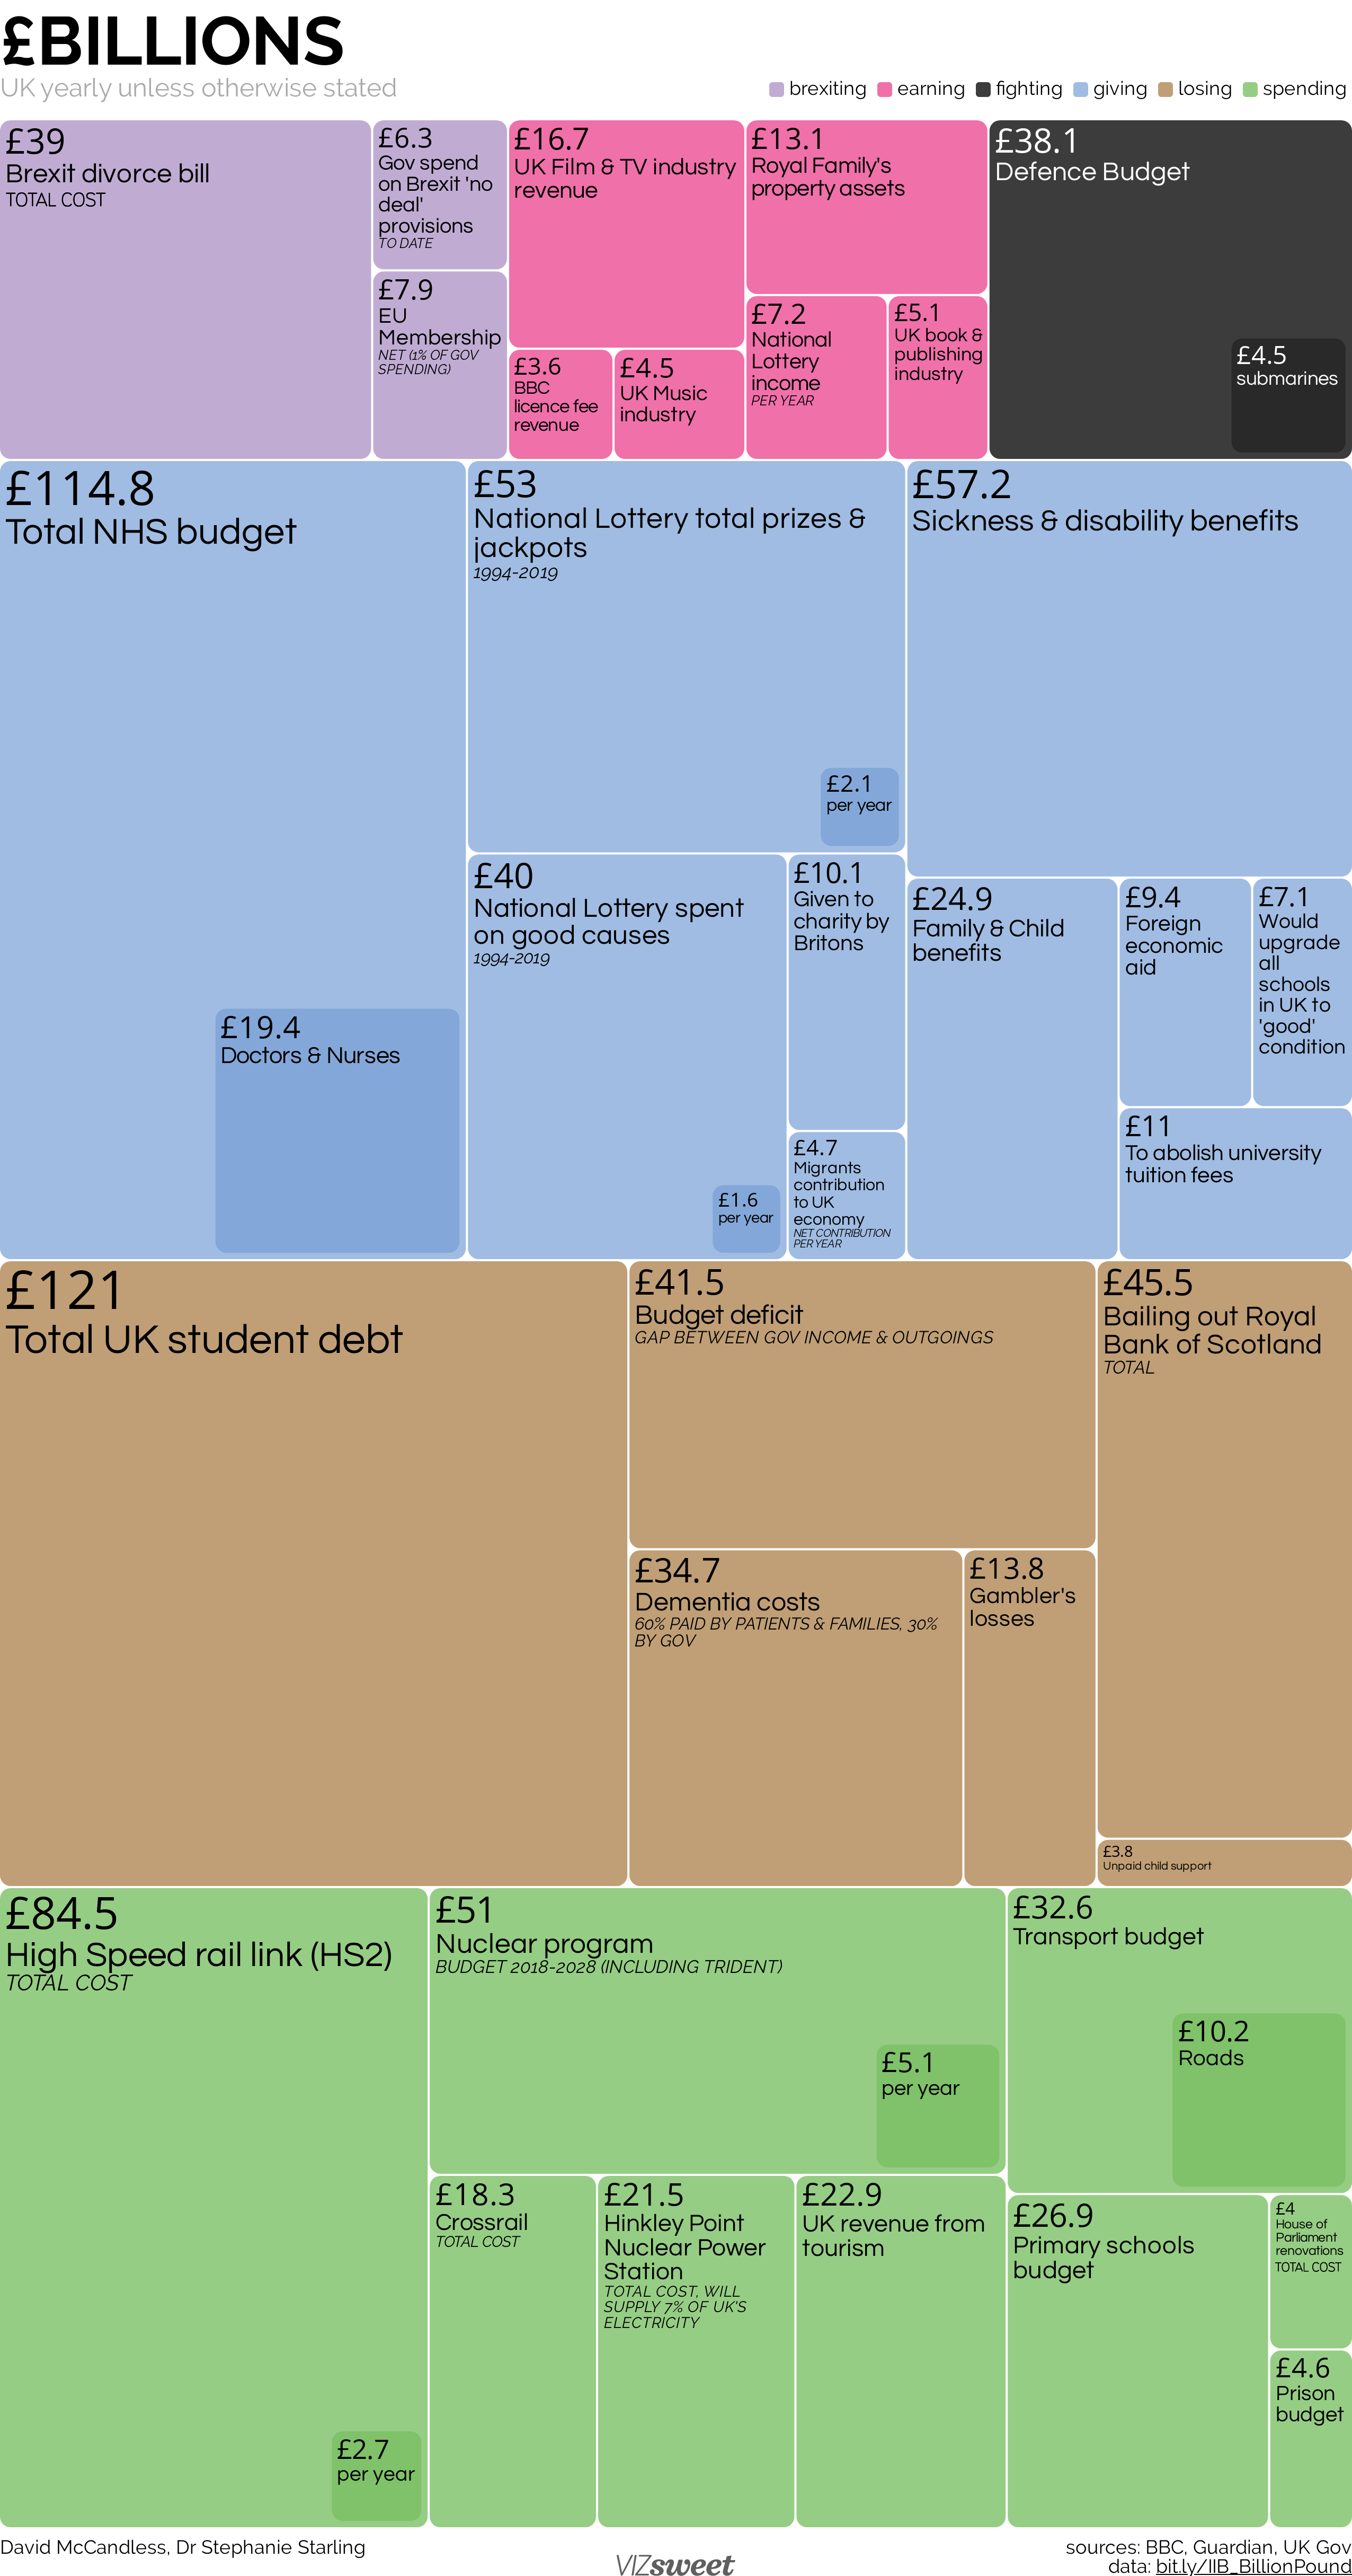 £BILLIONS
UK yearly unless otherwise stated
brexiting earning fighting giving losing spending
£39
Brexit divorce bill
TOTAL COST
£6.3
Gov spend
on Brexit 'no
deal'
provisions
TO DATE
£7.9
EU
Membership
NET (1% OF GOV
SPENDING)
£16.7
UK Film & TV industry
revenue
£3.6
BBC
licence fee
revenue
£4.5
UK Music
industry
£13.1
Royal Family's
property assets
£7.2
National
Lottery
income
PER YEAR
£5.1
UK book &
publishing
industry
£38.1
Defence Budget
£4.5
submarines
£114.8
Total NHS budget
£19.4
Doctors & Nurses
£53
National Lottery total prizes &
jackpots
1994-2019
£2.1
per year
£57.2
Sickness & disability benefits
£40
National Lottery spent
on good causes
1994-2019
£1.6
per year
£10.1
Given to
charity by
Britons
£4.7
Migrants
contribution
to UK
economy
NET CONTRIBUTION
PER YEAR
£24.9
Family & Child
benefits
£9.4
Foreign
economic
aid
£7.1
Would
upgrade
all
schools
in UK to
'good'
condition
£11
To abolish university
tuition fees
£121
Total UK student debt
£41.5
Budget deficit
GAP BETWEEN GOV INCOME & OUTGOINGS
£45.5
Bailing out Royal
Bank of Scotland
TOTAL
£34.7
Dementia costs
60% PAID BY PATIENTS & FAMILIES, 30%
BY GOV
£13.8
Gambler's
losses
£3.8
Unpaid child support
£84.5
High Speed rail link (HS2)
TOTAL COST
£2.7
per year
£51
Nuclear program
BUDGET 2018-2028 (INCLUDING TRIDENT)
£5.1
per year
£32.6
Transport budget
£10.2
Roads
£18.3
Crossrail
TOTAL COST
£21.5
Hinkley Point
Nuclear Power
Station
TOTAL COST, WILL
SUPPLY 7% OF UK'S
ELECTRICITY
£22.9
UK revenue from
tourism
£26.9
Primary schools
budget
£4
House of
Parliament
renovations
TOTAL COST
£4.6
Prison
budget
David McCandless, Dr Stephanie Starling
VIZsweet
sources: BBC, Guardian, UK Gov
data: bit.ly/IIB_BillionPound